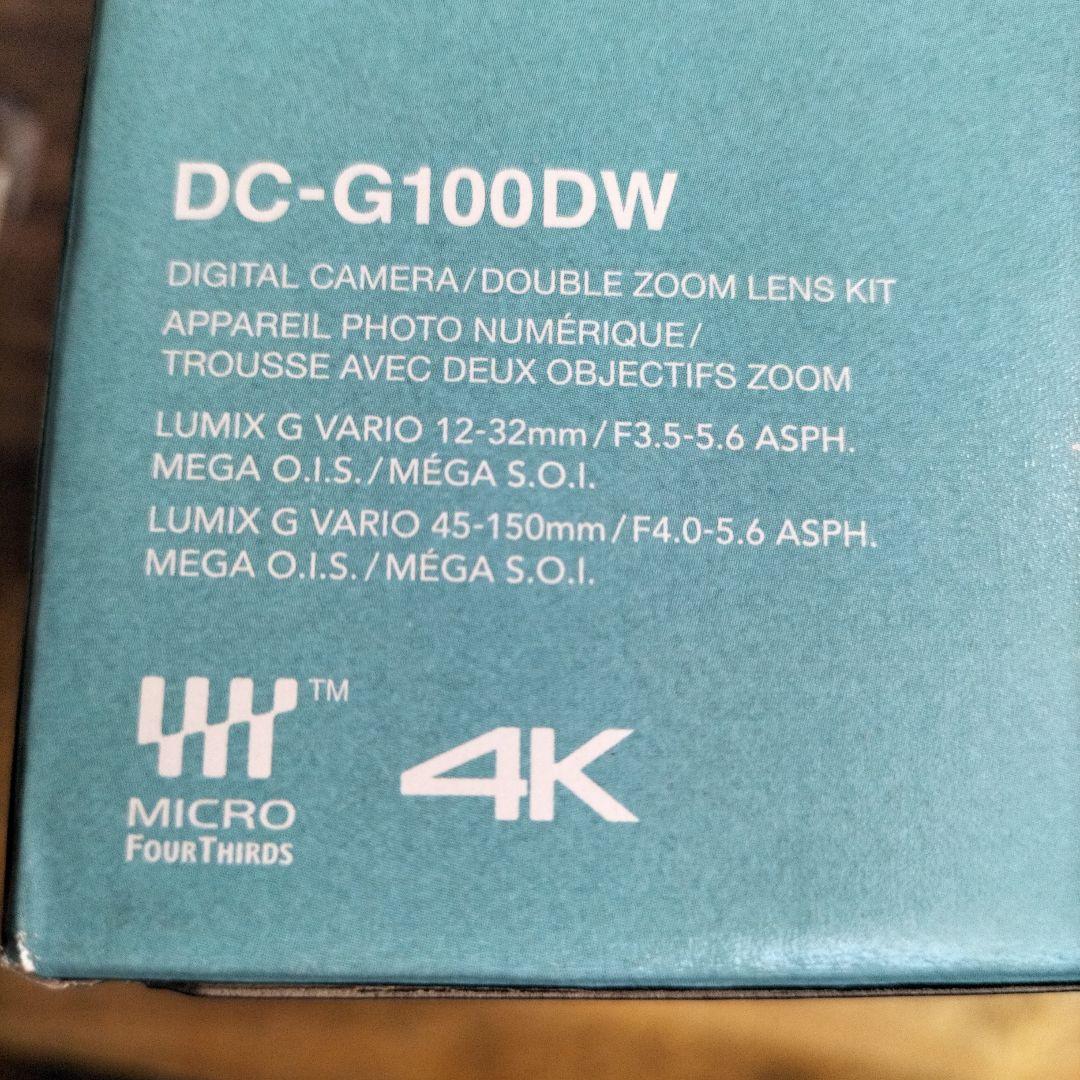 DC-G100DW
DIGITAL CAMERA/DOUBLE ZOOM LENS KIT
APPAREIL PHOTO NUMÉRIQUE/
TROUSSE AVEC DEUX OBJECTIFS ZOOM
LUMIX G VARIO 12-32mm/F3.5-5.6 ASPH.
MEGA O.I.S./MÉGA S.O.I.
LUMIX G VARIO 45-150mm/F4.0-5.6 ASPH.
MEGA O.I.S./MÉGA S.O.I.
TM
MICRO
FOURTHIRDS
4K